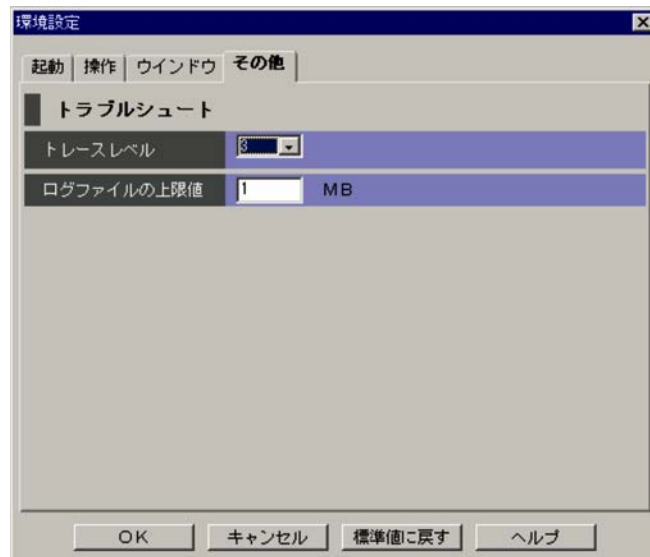 環境設定
起動 操作 ウインドウ その他
トラブルシュート
トレースレベル 3
ログファイルの上限値 1 MB
OK キャンセル 標準値に戻す ヘルプ